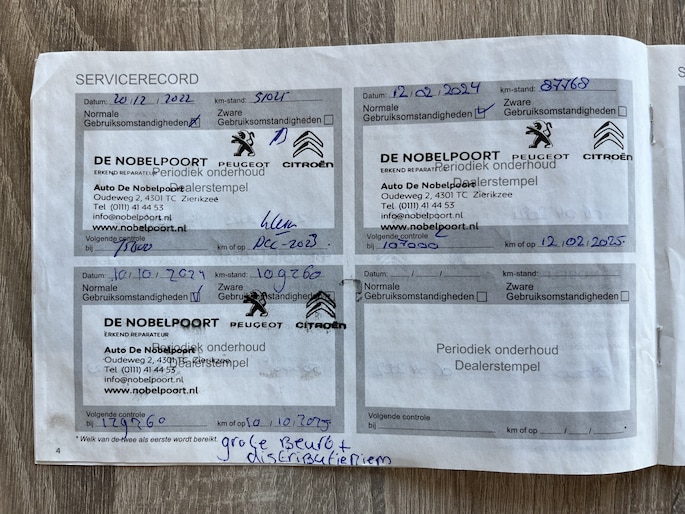 SERVICERECORD
Datum: 20, 12, 2022 km-stand:
Normale Gebruiksomstandigheden
Zware Gebruiksomstandigheden
PEUGEOT
CITROËN
DE NOBELPOORT
ERKEND REPARATEUR
Periodiek onderhoud
Dealerstempel
Auto De Nobelpoort
Oudeweg 2, 4301 TC Zierikzee
Tel (0111) 41 44 53
info@nobelpoort.nl
www.nobelpoort.nl
Volgende controle
bij km of op Dec-2023
Datum: 12, 02, 2024 km-stand: 87768
Normale Gebruiksomstandigheden
Zware Gebruiksomstandigheden
PEUGEOT
CITROËN
DE NOBELPOORT
ERKEND REPARATEUR
Periodiek onderhoud
Dealerstempel
Auto De Nobelpoort
Oudeweg 2, 4301 TC Zierikzee
Tel (0111) 41 44 53
info@nobelpoort.nl
www.nobelpoort.nl
Volgende controle
bij 107000 km of op 12, 02, 2025
Datum: 10, 10, 2024 km-stand: 109260
Normale Gebruiksomstandigheden
Zware Gebruiksomstandigheden
PEUGEOT
CITROËN
DE NOBELPOORT
ERKEND REPARATEUR
Periodiek onderhoud
Dealerstempel
Auto De Nobelpoort
Oudeweg 2, 4301 TC Zierikzee
Tel (0111) 41 44 53
info@nobelpoort.nl
www.nobelpoort.nl
Volgende controle
bij 129260 km of op 10, 10, 2025
Datum: / / km-stand:
Normale Gebruiksomstandigheden
Zware Gebruiksomstandigheden
Periodiek onderhoud
Dealerstempel
Volgende controle
bij km of op / /
* Welk van de twee als eerste wordt bereikt.
grote Beurt +
distributieriem
4